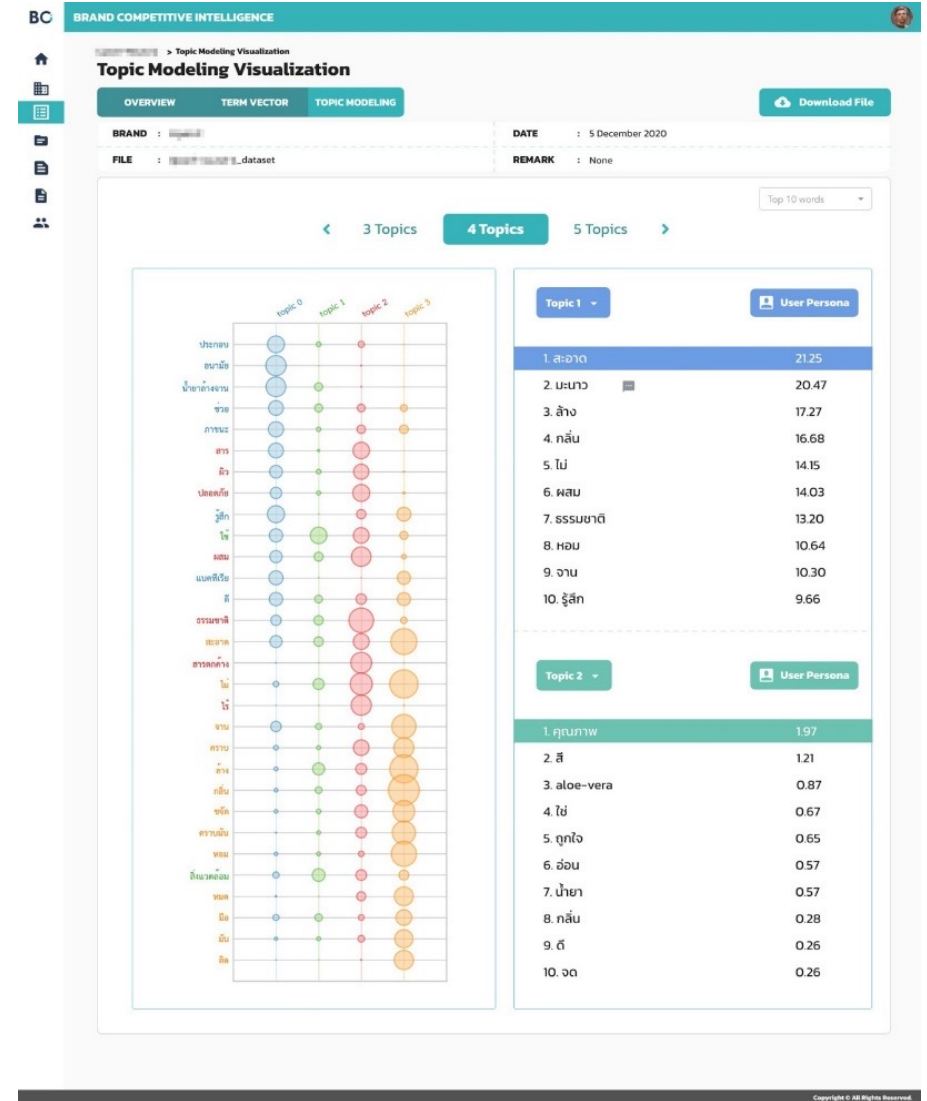 BC BRAND COMPETITIVE INTELLIGENCE
> Topic Modeling Visualization
Topic Modeling Visualization
OVERVIEW TERM VECTOR TOPIC MODELING Download File
BRAND : DATE : 5 December 2020
FILE : _dataset REMARK : None
Top 10 words
3 Topics 4 Topics 5 Topics
topic 0 topic 1 topic 2 topic 3
ประกอบ
อนามัย
น้ำยาล้างจาน
ช่วย
ภาชนะ
สาร
ผิว
ปลอดภัย
รู้สึก
ใช้
ผสม
แบคทีเรีย
ดี
ธรรมชาติ
สะอาด
สารตกค้าง
ไม่
ไร้
จาน
คราบ
ล้าง
กลิ่น
ขจัด
คราบมัน
หอม
สิ่งแวดล้อม
หมด
มือ
มัน
ติด
Topic 1 User Persona
1. สะอาด 21.25
2. มะนาว 20.47
3. ล้าง 17.27
4. กลิ่น 16.68
5. ไม่ 14.15
6. ผสม 14.03
7. ธรรมชาติ 13.20
8. หอม 10.64
9. จาน 10.30
10. รู้สึก 9.66
Topic 2 User Persona
1. คุณภาพ 1.97
2. สี 1.21
3. aloe-vera 0.87
4. ใช่ 0.67
5. ถูกใจ 0.65
6. อ่อน 0.57
7. น้ำยา 0.57
8. กลิ่น 0.28
9. ดี 0.26
10. จด 0.26
Copyright © All Rights Reserved.